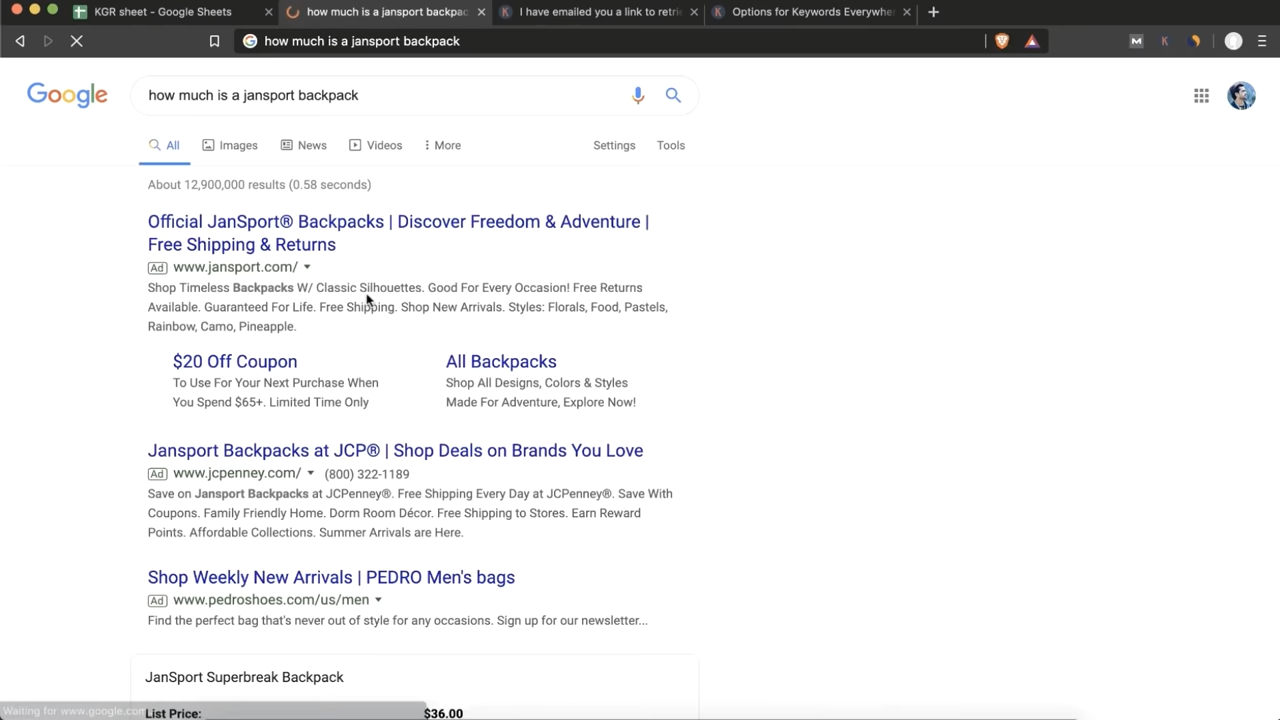 KGR sheet - Google Sheets
how much is a jansport backpac
I have emailed you a link to retri
Options for Keywords Everywhe
how much is a jansport backpack
Google
how much is a jansport backpack
All Images News Videos More Settings Tools
About 12,900,000 results (0.58 seconds)
Official JanSport® Backpacks | Discover Freedom & Adventure |
Free Shipping & Returns
Ad www.jansport.com/
Shop Timeless Backpacks W/ Classic Silhouettes. Good For Every Occasion! Free Returns
Available. Guaranteed For Life. Free Shipping. Shop New Arrivals. Styles: Florals, Food, Pastels,
Rainbow, Camo, Pineapple.
$20 Off Coupon
To Use For Your Next Purchase When
You Spend $65+. Limited Time Only
All Backpacks
Shop All Designs, Colors & Styles
Made For Adventure, Explore Now!
Jansport Backpacks at JCP® | Shop Deals on Brands You Love
Ad www.jcpenney.com/ (800) 322-1189
Save on Jansport Backpacks at JCPenney®. Free Shipping Every Day at JCPenney®. Save With
Coupons. Family Friendly Home. Dorm Room Décor. Free Shipping to Stores. Earn Reward
Points. Affordable Collections. Summer Arrivals are Here.
Shop Weekly New Arrivals | PEDRO Men's bags
Ad www.pedroshoes.com/us/men
Find the perfect bag that's never out of style for any occasions. Sign up for our newsletter...
JanSport Superbreak Backpack
List Price: $36.00
Waiting for www.google.com